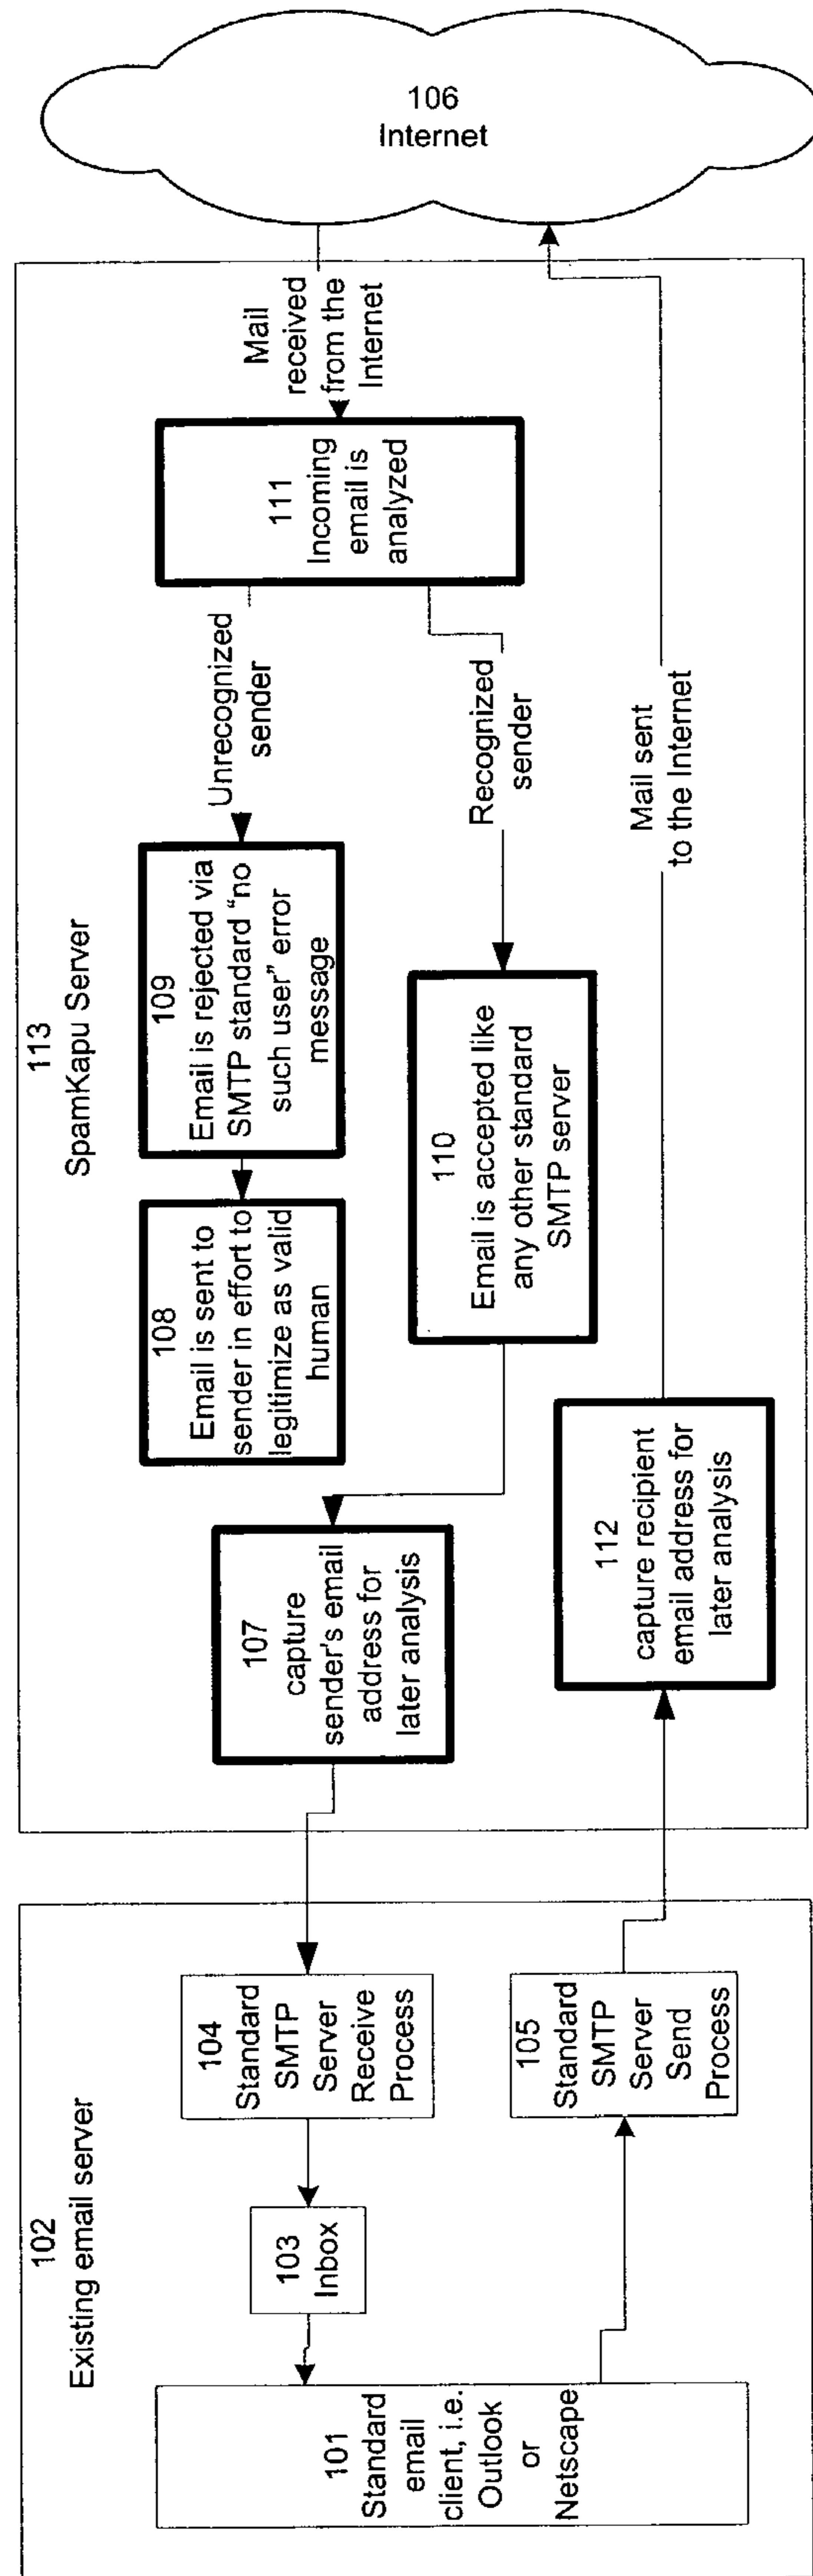 102
Existing email server
101
Standard
email
client, i.e.
Outlook
or
Netscape
103
Inbox
104
Standard
SMTP
Server
Receive
Process
105
Standard
SMTP
Server
Send
Process
113
SpamKapu Server
107
capture
sender's email
address for
later analysis
108
Email is sent to
sender in effort to
legitimize as valid
human
109
Email is rejected via
SMTP standard “no
such user” error
message
110
Email is accepted like
any other standard
SMTP server
112
capture recipient
email address for
later analysis
Unrecognized
sender
Recognized
sender
111
Incoming
email is
analyzed
Mail
received
from the
Internet
Mail sent
to the Internet
106
Internet